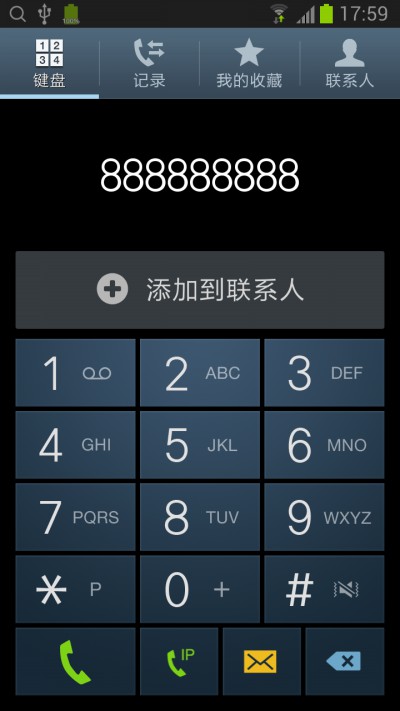 100%
17:59
1 2
3 4
键盘
记录
我的收藏
联系人
888888888
添加到联系人
1
2 ABC
3 DEF
4 GHI
5 JKL
6 MNO
7 PQRS
8 TUV
9 WXYZ
* P
0 +
#
IP